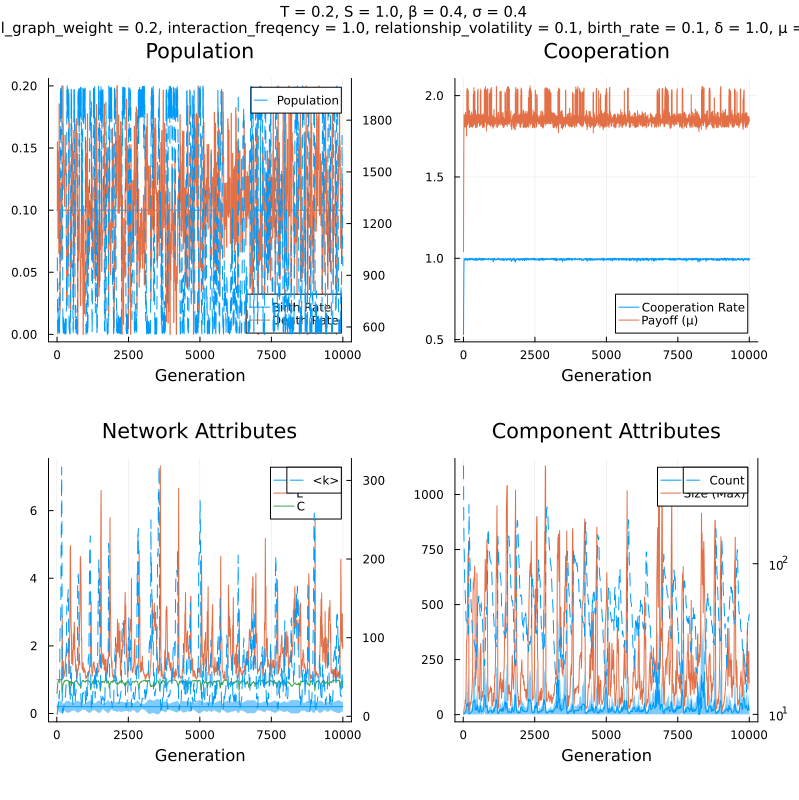 T = 0.2, S = 1.0, β = 0.4, σ = 0.4
l_graph_weight = 0.2, interaction_freqency = 1.0, relationship_volatility = 0.1, birth_rate = 0.1, δ = 1.0, μ =
Population
Cooperation
0.20
0.15
0.10
0.05
0.00
1800
1500
1200
900
600
Population
Birth Rate
Death Rate
0 2500 5000 7500 10000
Generation
2.0
1.5
1.0
0.5
Cooperation Rate
Payoff (μ)
0 2500 5000 7500 10000
Generation
Network Attributes
Component Attributes
6
4
2
0
300
200
100
0
<k>
C
0 2500 5000 7500 10000
Generation
1000
750
500
250
0
10²
10¹
Count
Size (Max)
0 2500 5000 7500 10000
Generation